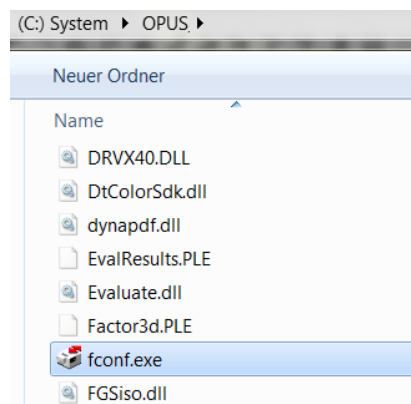 (C:) System ▸ OPUS ▸
Neuer Ordner
Name
DRVX40.DLL
DtColorSdk.dll
dynapdf.dll
EvalResults.PLE
Evaluate.dll
Factor3d.PLE
fconf.exe
FGSiso.dll